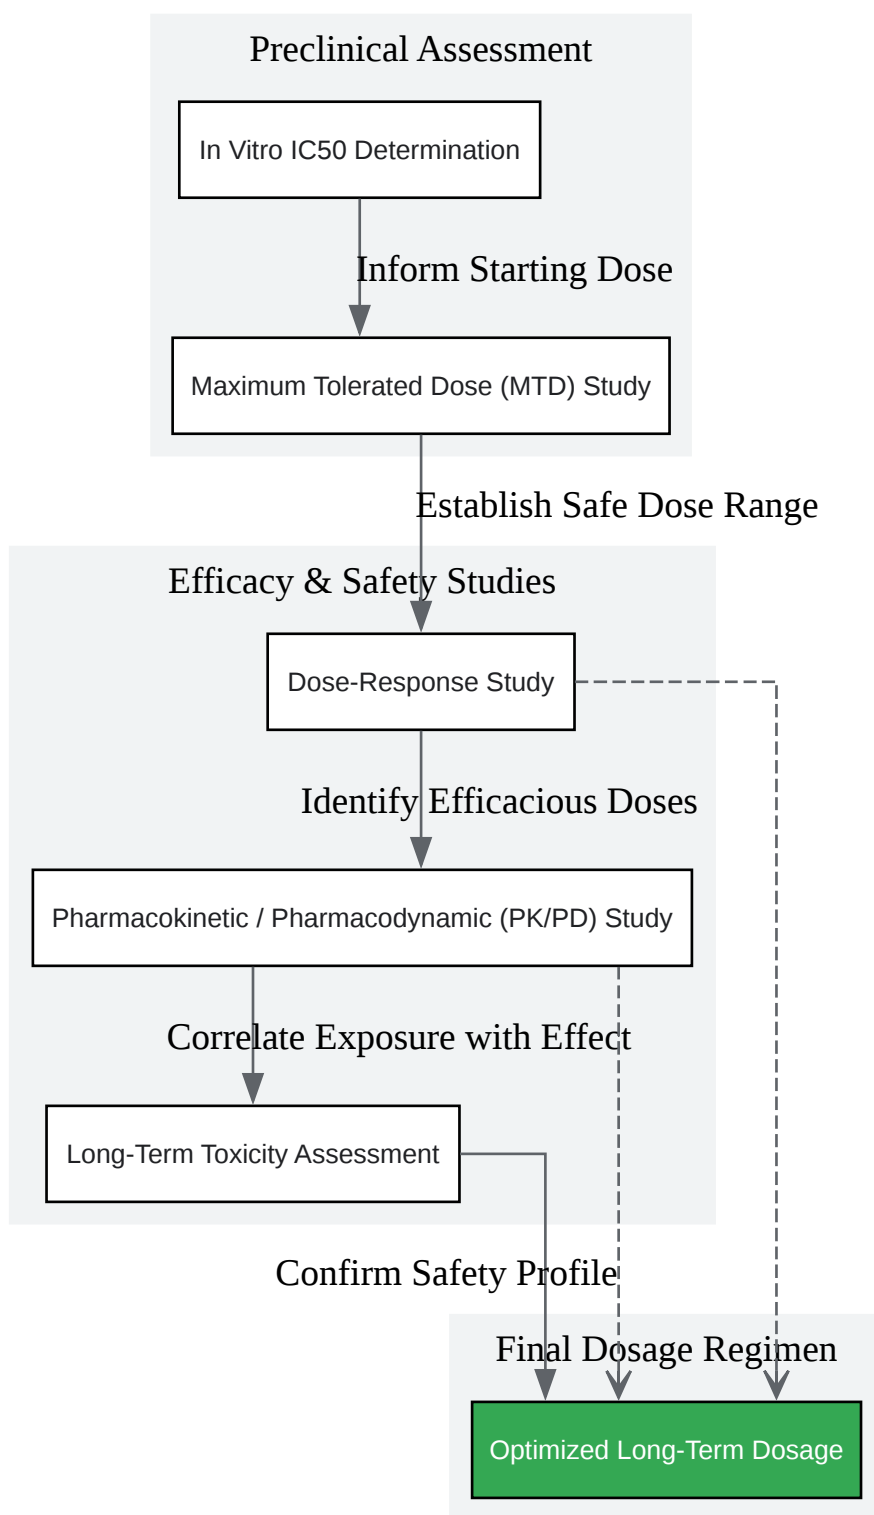 Preclinical Assessment
In Vitro IC50 Determination
Inform Starting Dose
Maximum Tolerated Dose (MTD) Study
Establish Safe Dose Range
Efficacy & Safety Studies
Dose-Response Study
Identify Efficacious Doses
Pharmacokinetic / Pharmacodynamic (PK/PD) Study
Correlate Exposure with Effect
Long-Term Toxicity Assessment
Confirm Safety Profile
Final Dosage Regimen
Optimized Long-Term Dosage